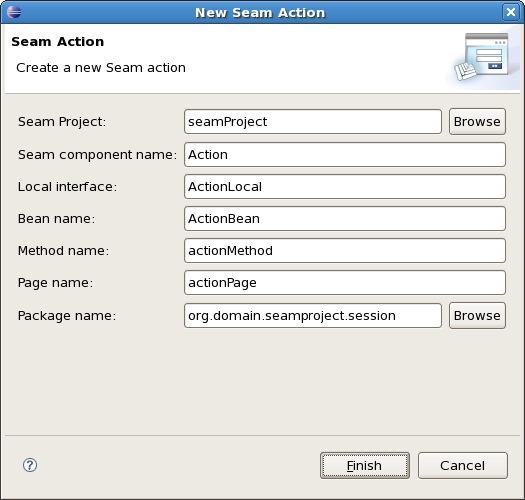 New Seam Action
Seam Action
Create a new Seam action
Seam Project: seamProject Browse
Seam component name: Action
Local interface: ActionLocal
Bean name: ActionBean
Method name: actionMethod
Page name: actionPage
Package name: org.domain.seamproject.session Browse
? Finish Cancel